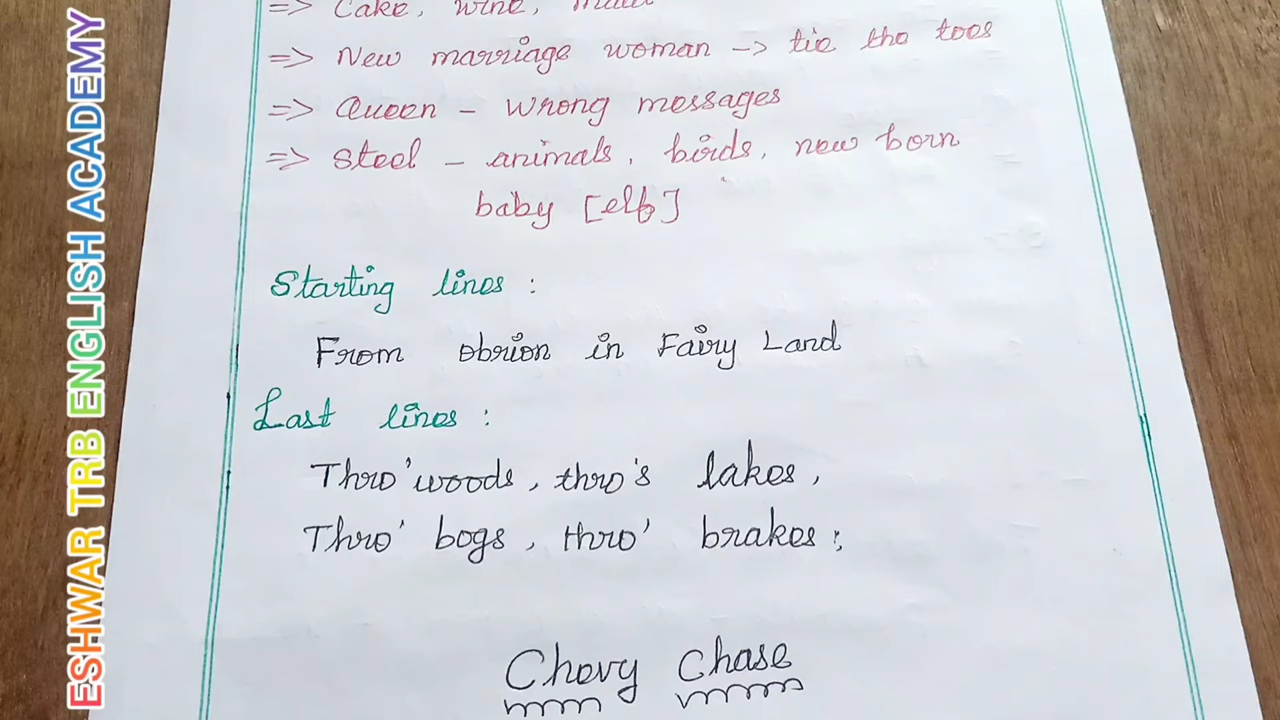 => Cake, wine, maid
=> New marriage woman -> tie the toes
=> Queen - wrong messages
=> Steel - animals, birds, new born
baby [elf]
Starting lines :
From obrion in Fairy Land
Last lines :
Thro' woods, thro's lakes,
Thro' bogs, thro' brakes ;
Chevy Chase
ESHWAR TRB ENGLISH ACADEMY